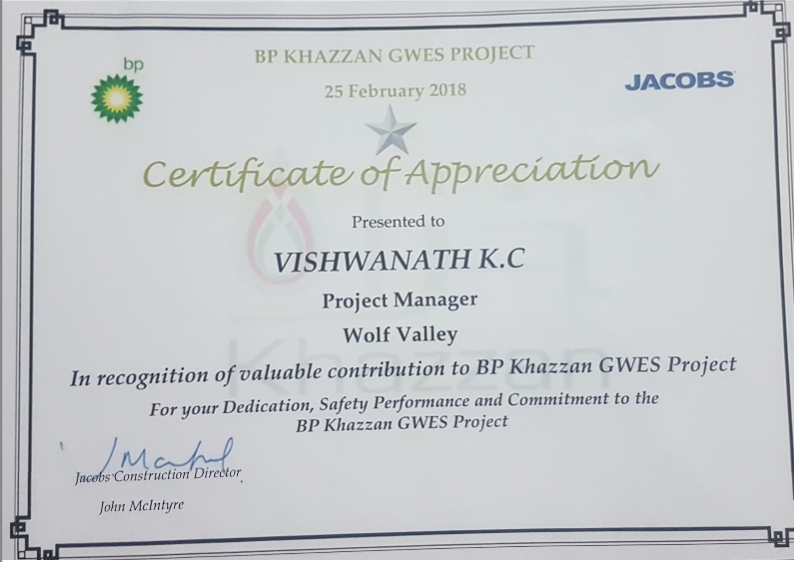 bp
BP KHAZZAN GWES PROJECT
JACOBS
25 February 2018
Certificate of Appreciation
Presented to
VISHWANATH K.C
Project Manager
Wolf Valley
Khazzan
In recognition of valuable contribution to BP Khazzan GWES Project
For your Dedication, Safety Performance and Commitment to the
BP Khazzan GWES Project
Jacobs Construction Director
John McIntyre